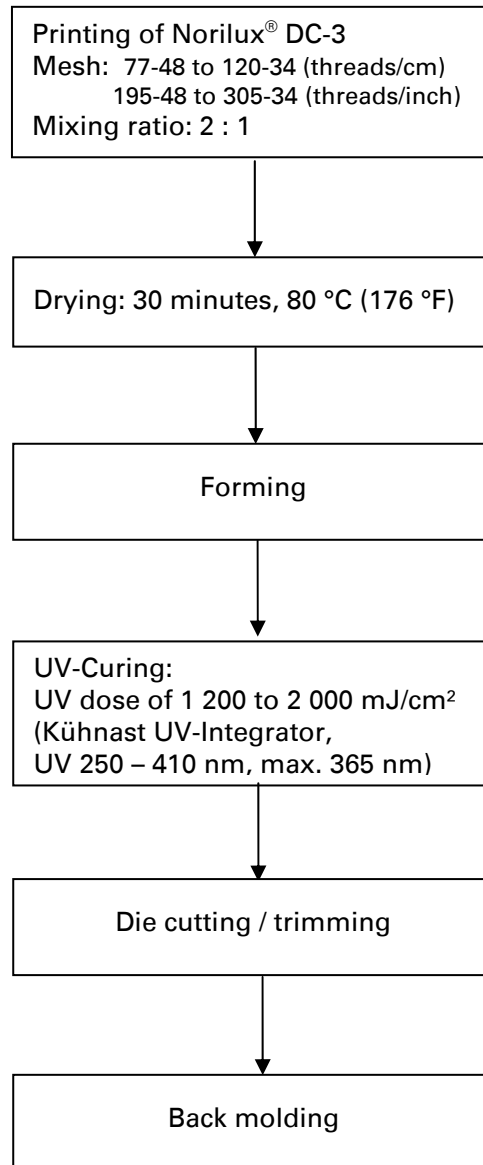 Printing of Norilux® DC-3
Mesh: 77-48 to 120-34 (threads/cm)
195-48 to 305-34 (threads/inch)
Mixing ratio: 2 : 1
Drying: 30 minutes, 80 °C (176 °F)
Forming
UV-Curing:
UV dose of 1 200 to 2 000 mJ/cm²
(Kühnast UV-Integrator,
UV 250 – 410 nm, max. 365 nm)
Die cutting / trimming
Back molding